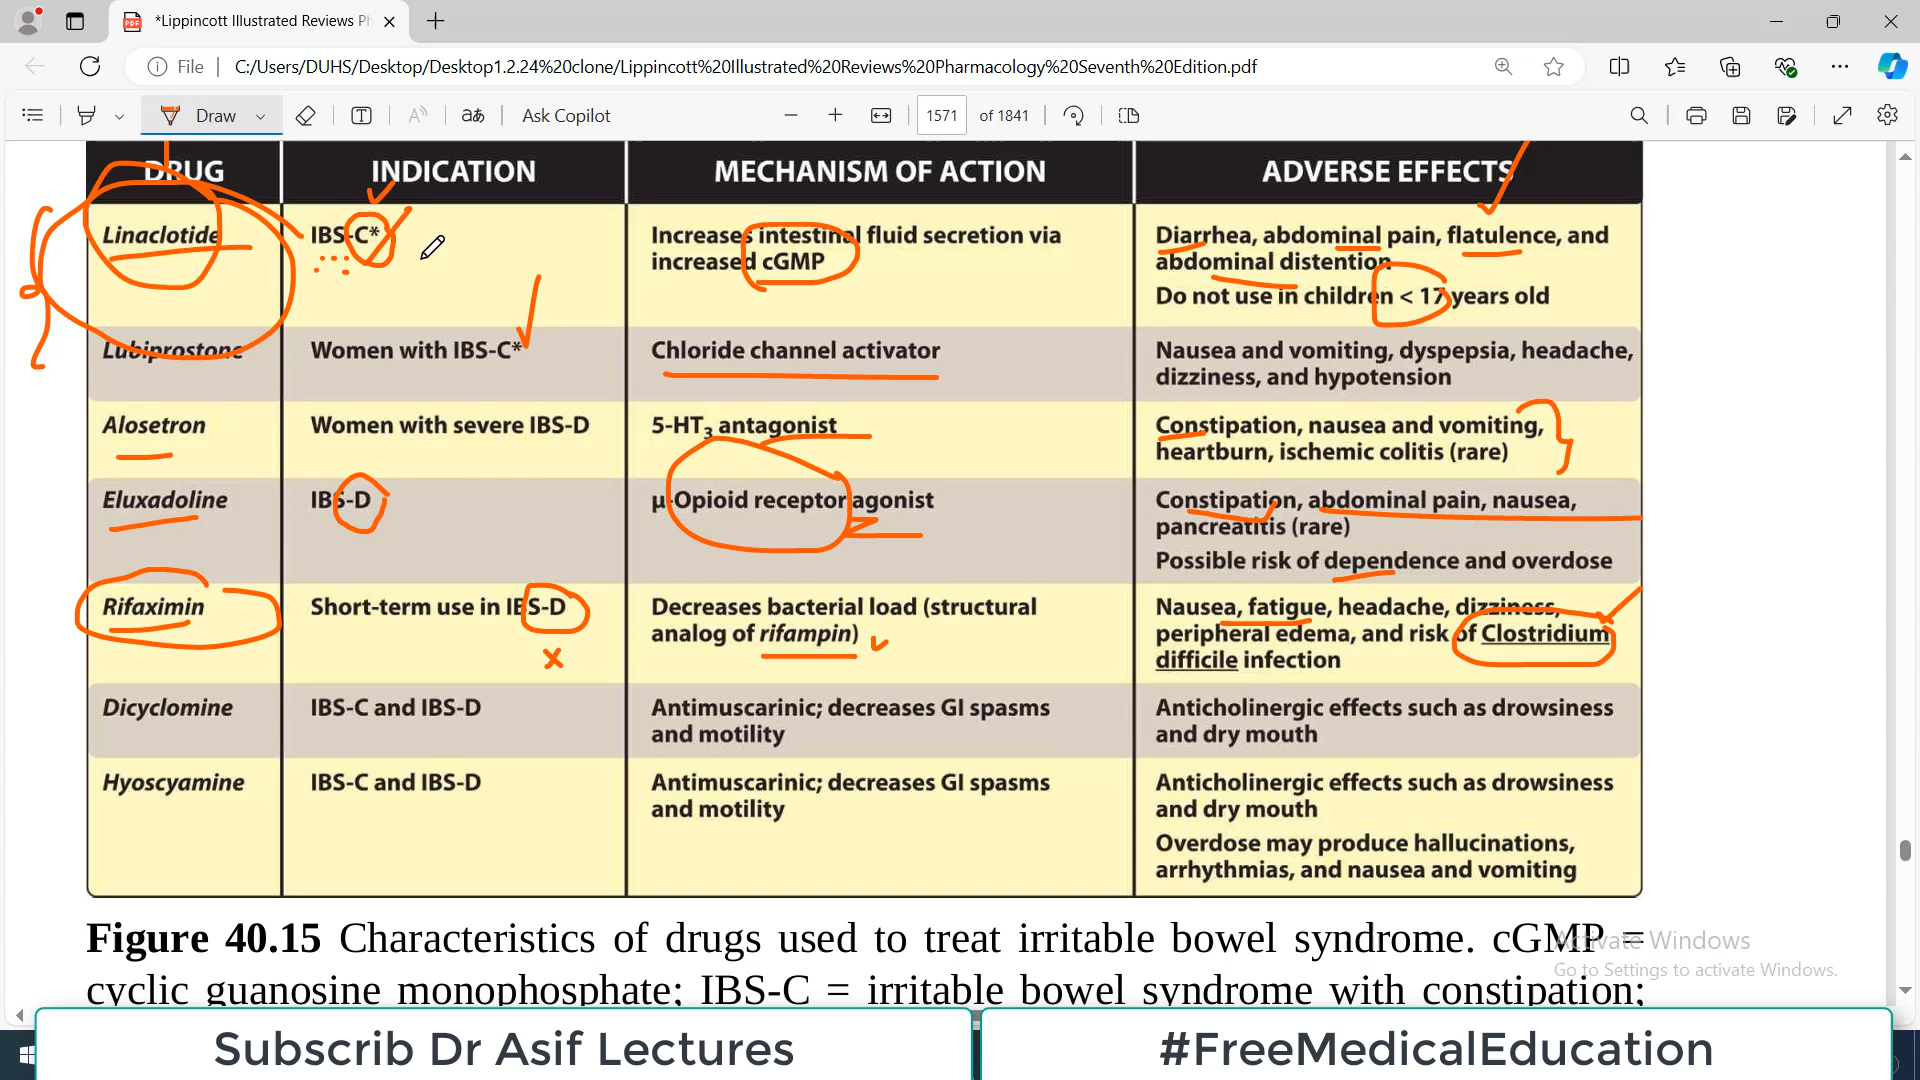 *Lippincott Illustrated Reviews Ph
File
C:/Users/DUHS/Desktop/Desktop1.2.24%20clone/Lippincott%20Illustrated%20Reviews%20Pharmacology%20Seventh%20Edition.pdf
Draw
Ask Copilot
1571 of 1841
DRUG INDICATION MECHANISM OF ACTION ADVERSE EFFECTS
Linaclotide IBS-C* Increases intestinal fluid secretion via Diarrhea, abdominal pain, flatulence, and
increased cGMP abdominal distention
Do not use in children < 17 years old
Lubiprostone Women with IBS-C* Chloride channel activator Nausea and vomiting, dyspepsia, headache,
dizziness, and hypotension
Alosetron Women with severe IBS-D 5-HT3 antagonist Constipation, nausea and vomiting,
heartburn, ischemic colitis (rare)
Eluxadoline IBS-D μ-Opioid receptor agonist Constipation, abdominal pain, nausea,
pancreatitis (rare)
Possible risk of dependence and overdose
Rifaximin Short-term use in IBS-D Decreases bacterial load (structural Nausea, fatigue, headache, dizziness,
analog of rifampin) peripheral edema, and risk of Clostridium
difficile infection
Dicyclomine IBS-C and IBS-D Antimuscarinic; decreases GI spasms Anticholinergic effects such as drowsiness
and motility and dry mouth
Hyoscyamine IBS-C and IBS-D Antimuscarinic; decreases GI spasms Anticholinergic effects such as drowsiness
and motility and dry mouth
Overdose may produce hallucinations,
arrhythmias, and nausea and vomiting
Figure 40.15 Characteristics of drugs used to treat irritable bowel syndrome. cGMP =
cyclic guanosine monophosphate; IBS-C = irritable bowel syndrome with constipation;
Activate Windows
Go to Settings to activate Windows.
Subscrib Dr Asif Lectures
#FreeMedicalEducation